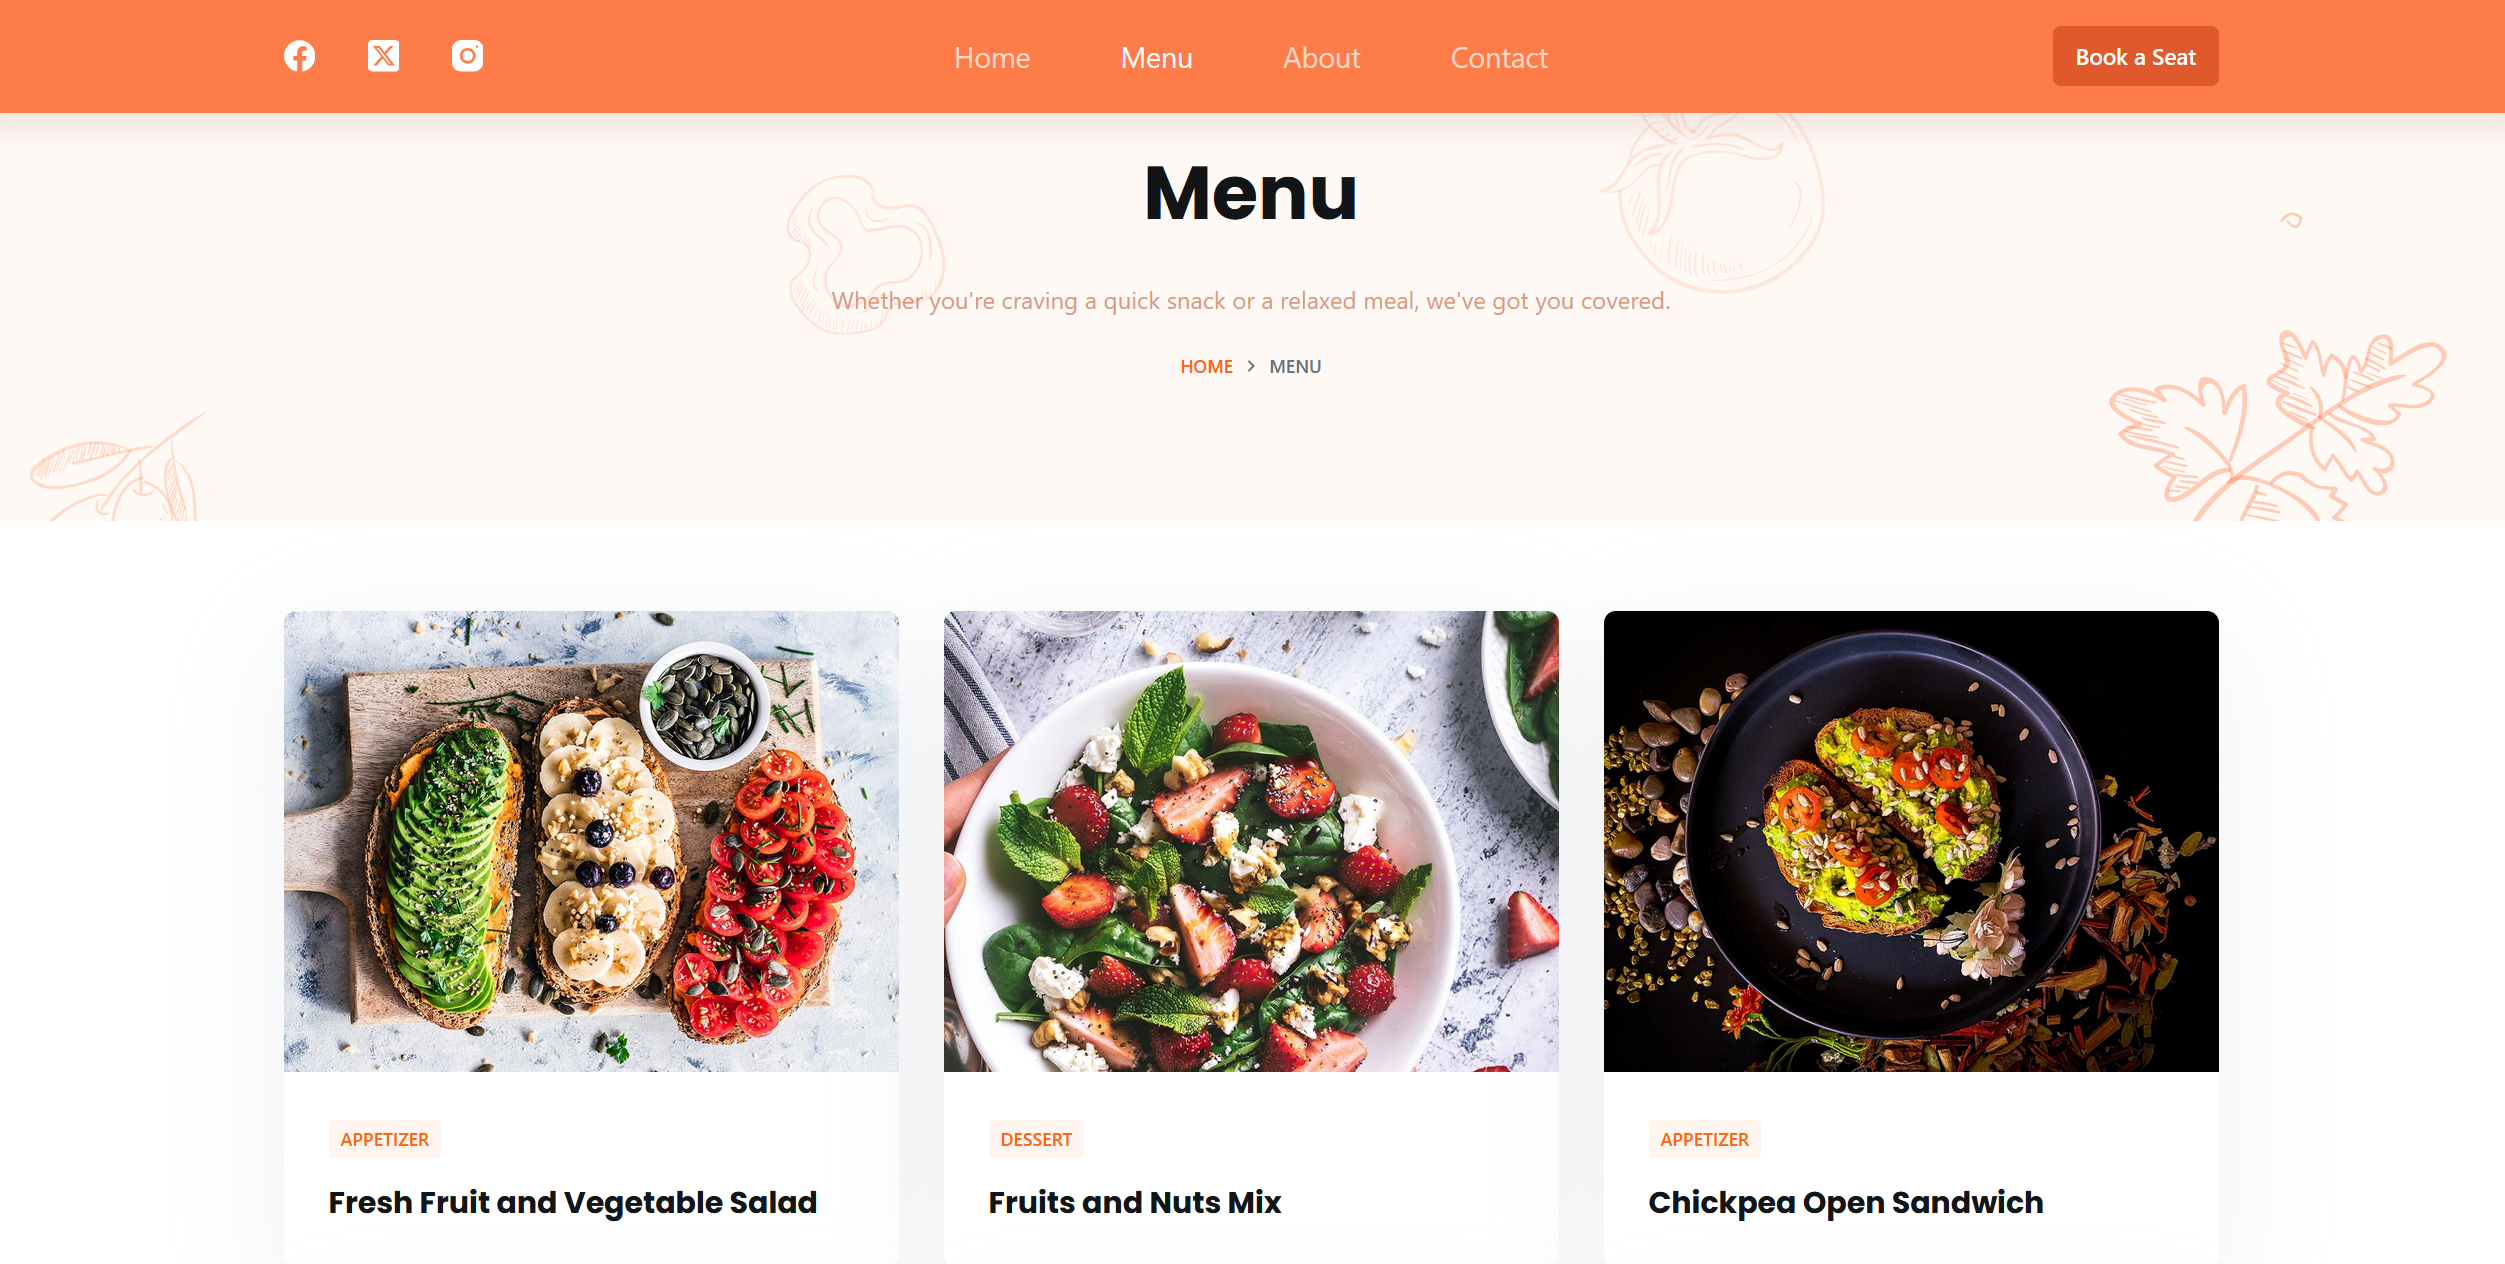 Home Menu About Contact Book a Seat
Menu
Whether you're craving a quick snack or a relaxed meal, we've got you covered.
HOME > MENU
APPETIZER
Fresh Fruit and Vegetable Salad
DESSERT
Fruits and Nuts Mix
APPETIZER
Chickpea Open Sandwich